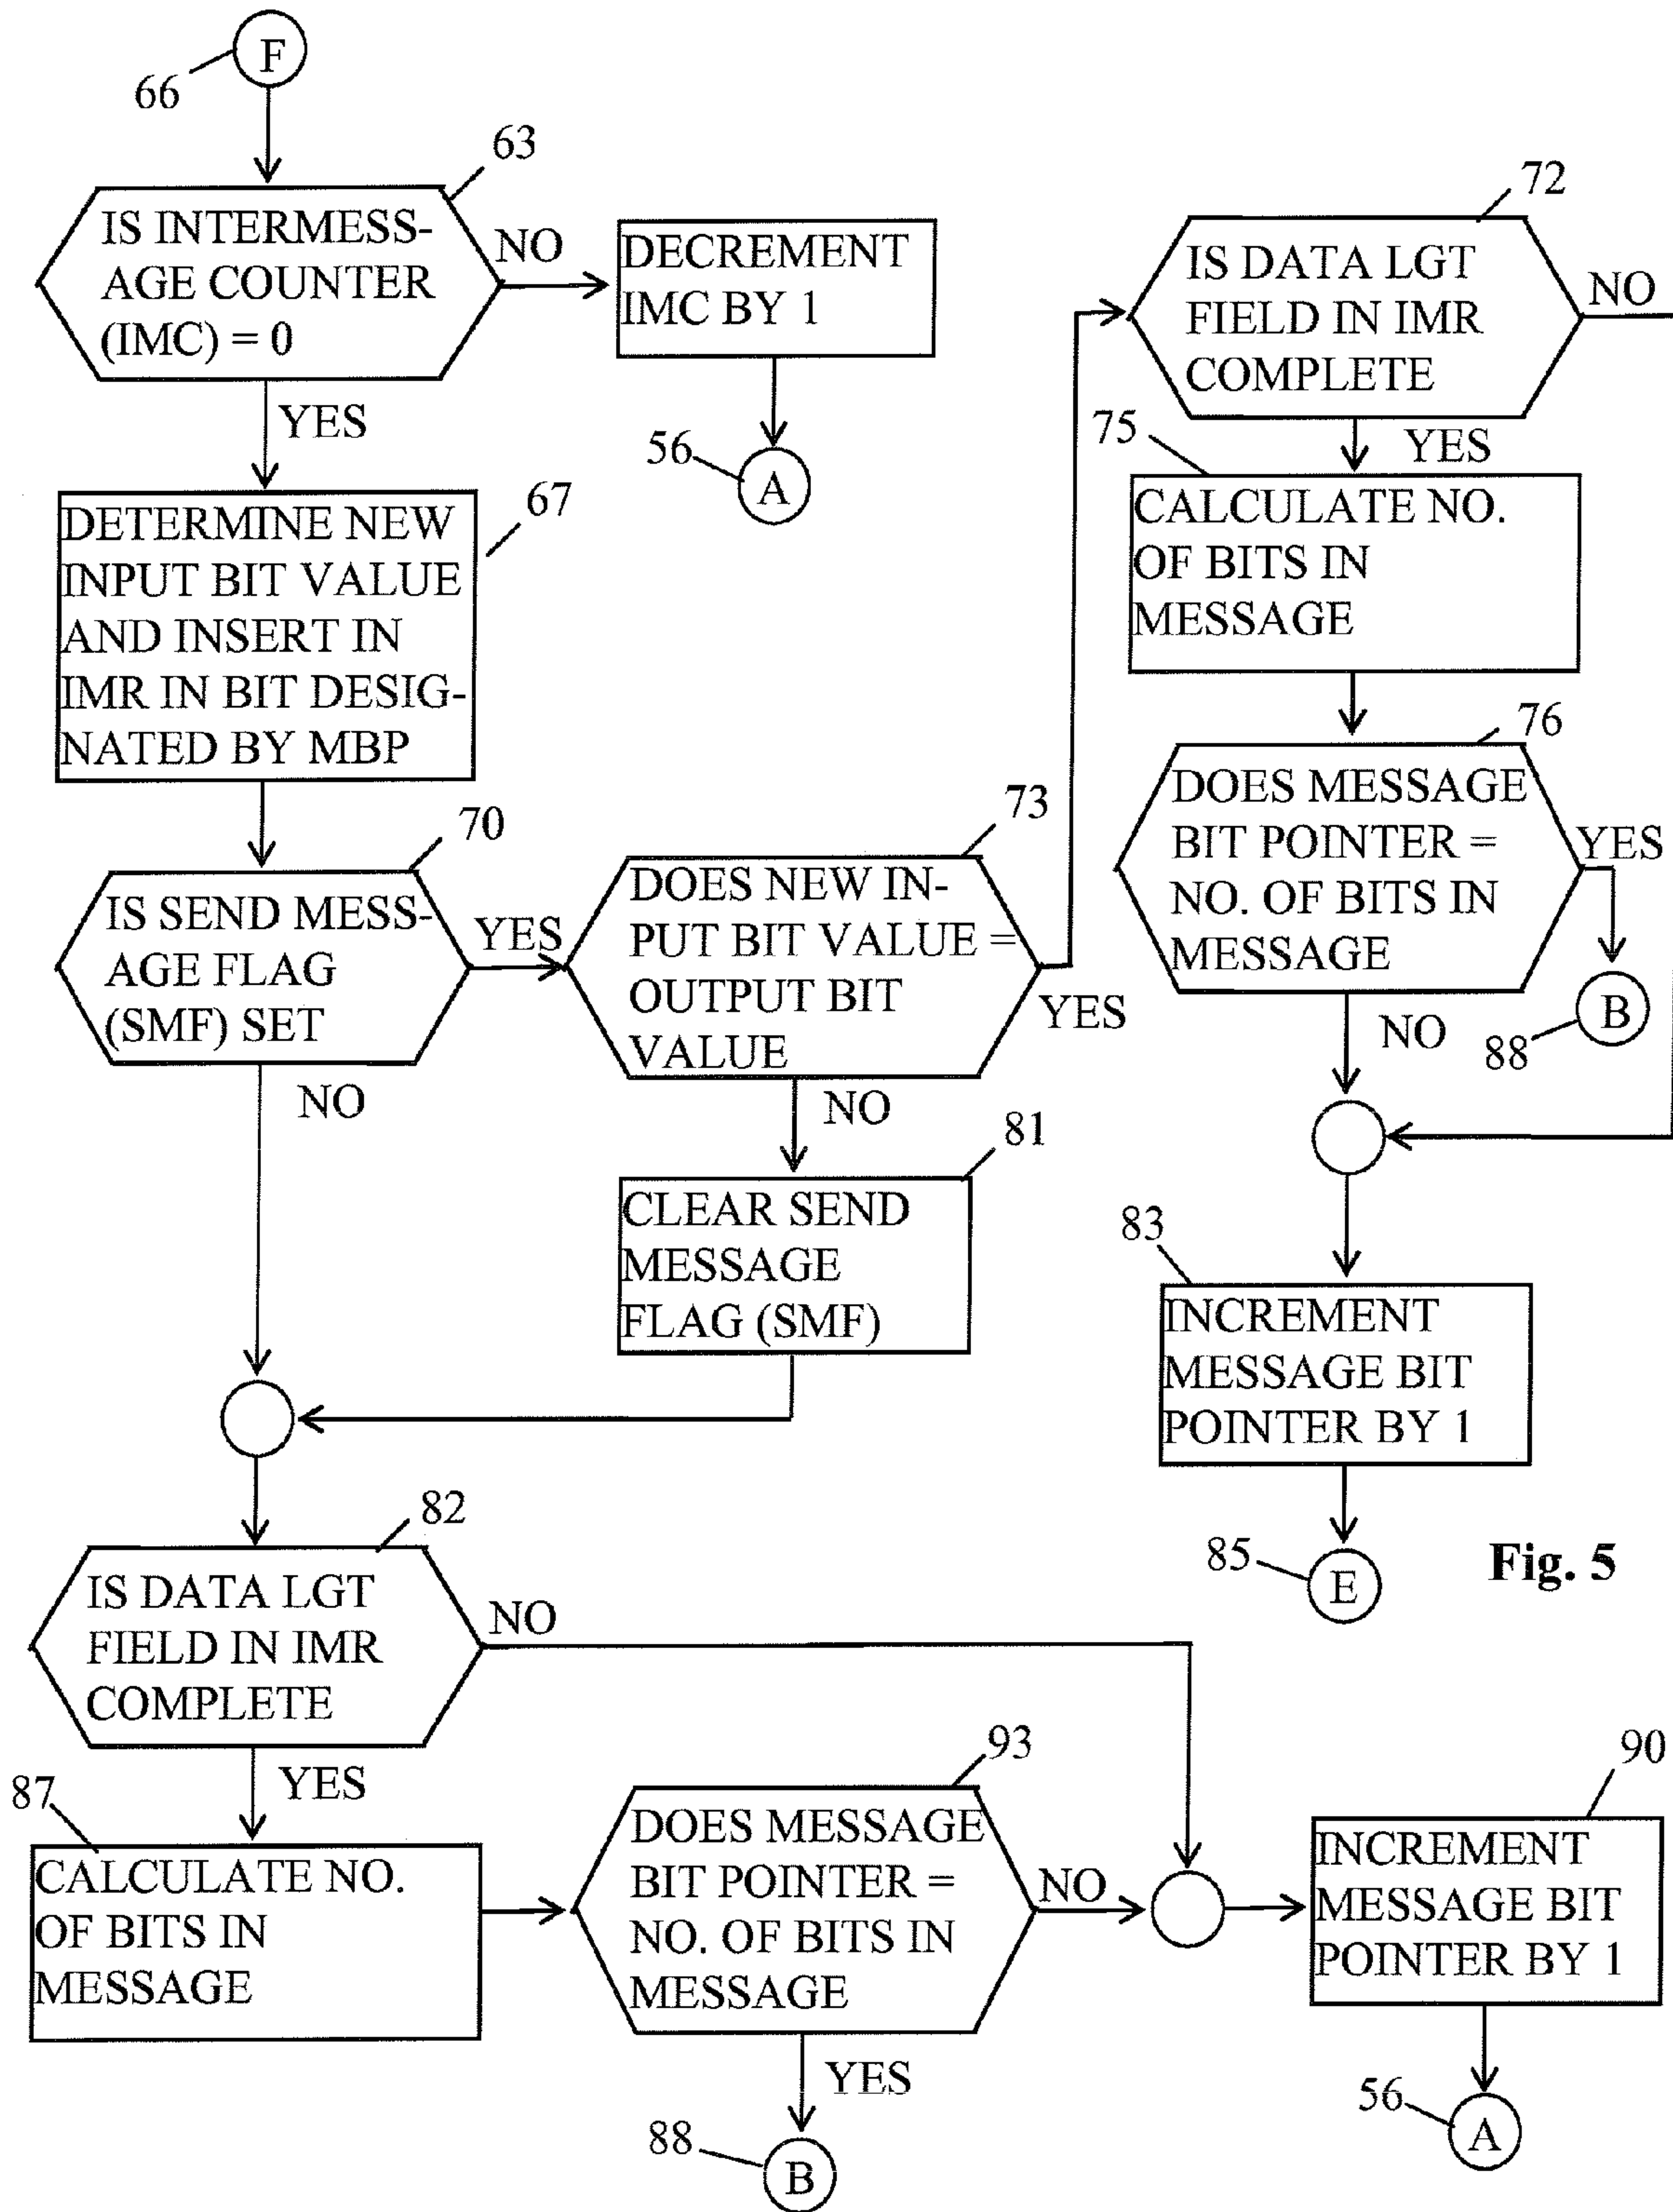 F
66
63
IS INTERMESS-
AGE COUNTER
(IMC) = 0
NO
DECREMENT
IMC BY 1
56
A
YES
67
DETERMINE NEW
INPUT BIT VALUE
AND INSERT IN
IMR IN BIT DESIG-
NATED BY MBP
70
IS SEND MESS-
AGE FLAG
(SMF) SET
YES
NO
73
DOES NEW IN-
PUT BIT VALUE =
OUTPUT BIT
VALUE
YES
NO
81
CLEAR SEND
MESSAGE
FLAG (SMF)
72
IS DATA LGT
FIELD IN IMR
COMPLETE
NO
YES
75
CALCULATE NO.
OF BITS IN
MESSAGE
76
DOES MESSAGE
BIT POINTER =
NO. OF BITS IN
MESSAGE
YES
B
88
NO
83
INCREMENT
MESSAGE BIT
POINTER BY 1
85
E
Fig. 5
82
IS DATA LGT
FIELD IN IMR
COMPLETE
NO
YES
87
CALCULATE NO.
OF BITS IN
MESSAGE
93
DOES MESSAGE
BIT POINTER =
NO. OF BITS IN
MESSAGE
NO
YES
88
B
90
INCREMENT
MESSAGE BIT
POINTER BY 1
56
A